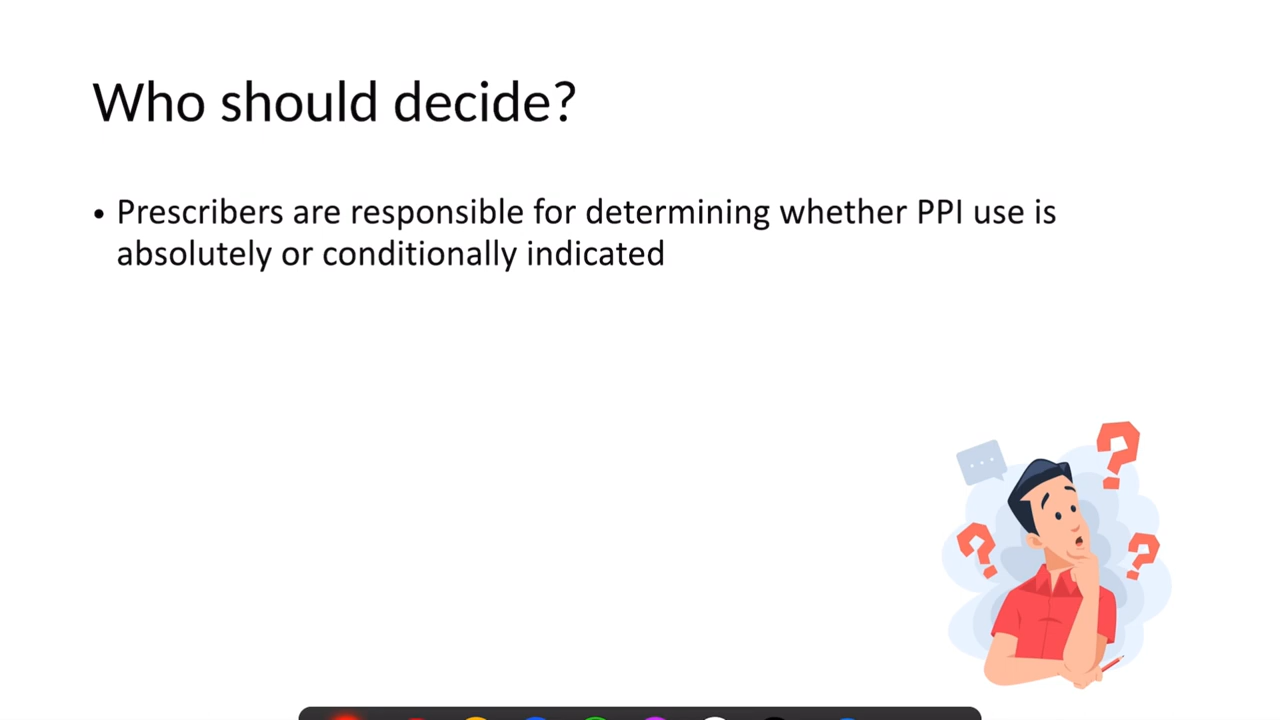 Who should decide?
• Prescribers are responsible for determining whether PPI use is
absolutely or conditionally indicated